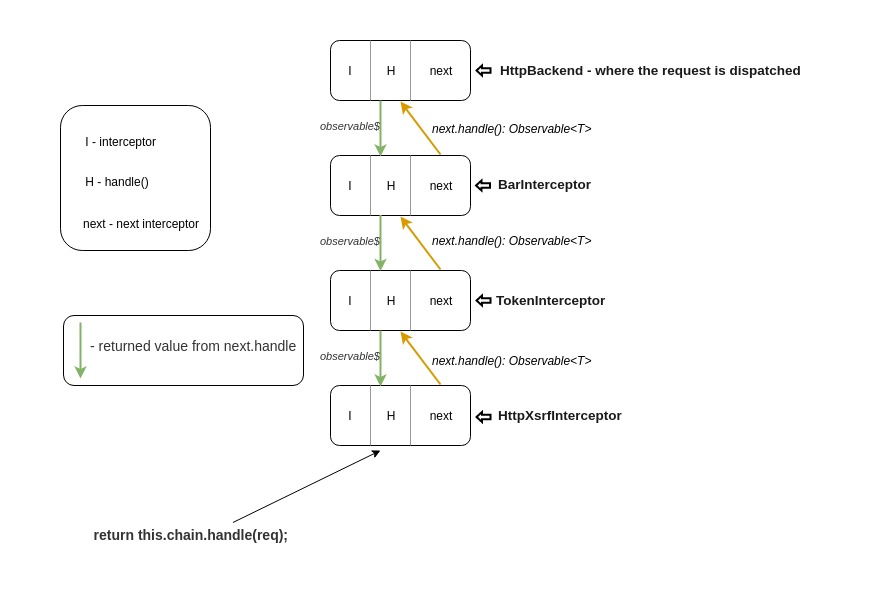 I H next
HttpBackend - where the request is dispatched
observable$
next.handle(): Observable<T>
I - interceptor
H - handle()
next - next interceptor
I H next
BarInterceptor
observable$
next.handle(): Observable<T>
I H next
TokenInterceptor
- returned value from next.handle
observable$
next.handle(): Observable<T>
I H next
HttpXsrfInterceptor
return this.chain.handle(req);